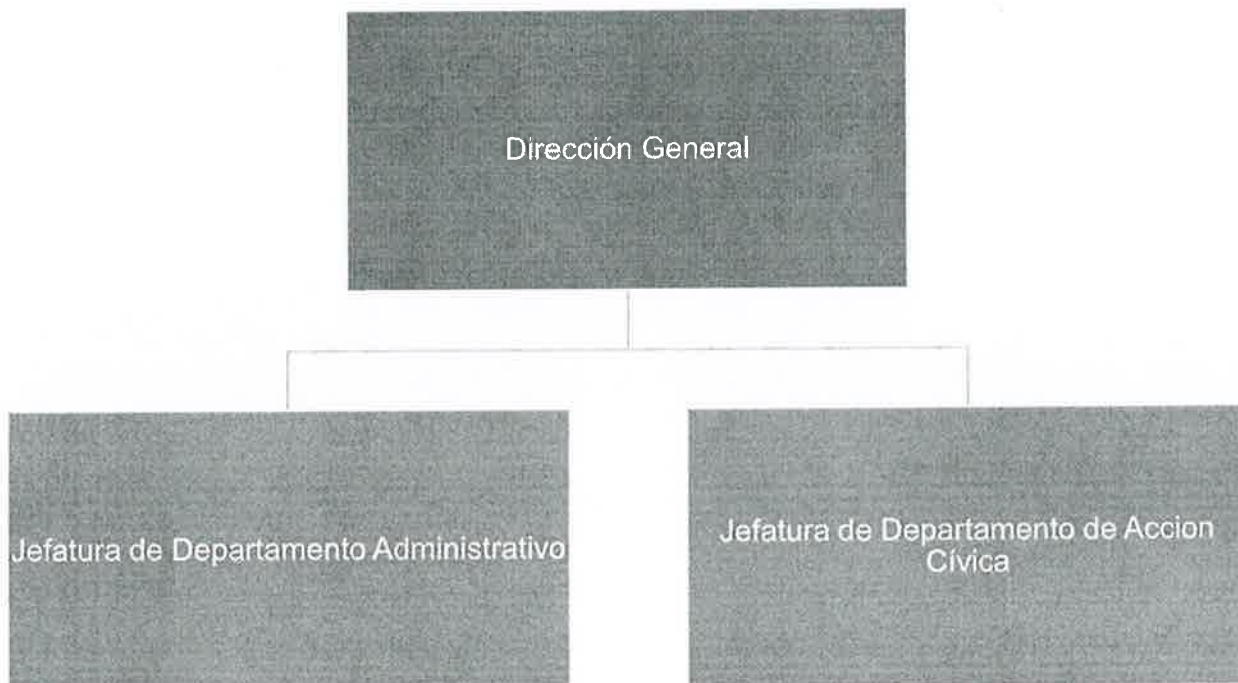 Dirección General
Jefatura de Departamento Administrativo
Jefatura de Departamento de Accion
Cívica